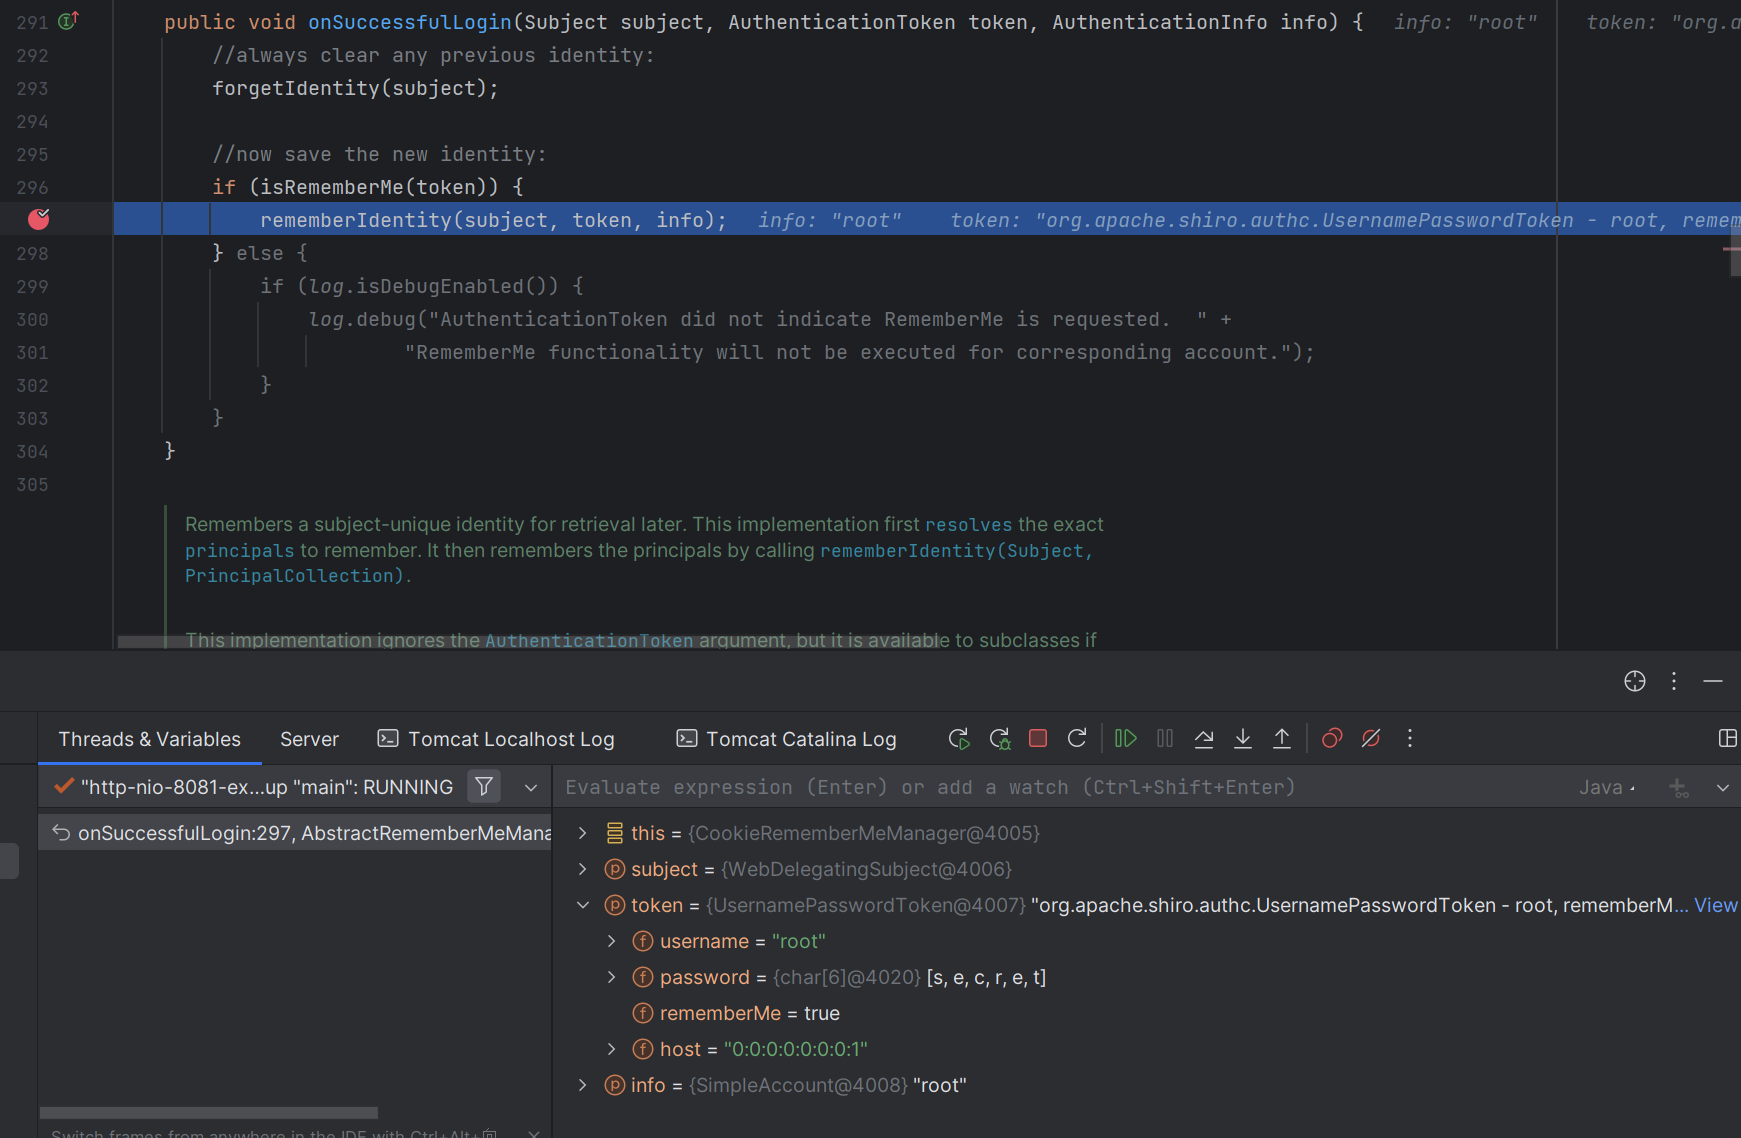 291 public void onSuccessfulLogin(Subject subject, AuthenticationToken token, AuthenticationInfo info) { info: "root" token: "org.a
292 //always clear any previous identity:
293 forgetIdentity(subject);
294
295 //now save the new identity:
296 if (isRememberMe(token)) {
rememberIdentity(subject, token, info); info: "root" token: "org.apache.shiro.authc.UsernamePasswordToken - root, remem
298 } else {
299 if (log.isDebugEnabled()) {
300 log.debug("AuthenticationToken did not indicate RememberMe is requested.  " +
301 "RememberMe functionality will not be executed for corresponding account.");
302 }
303 }
304 }
305
Remembers a subject-unique identity for retrieval later. This implementation first resolves the exact
principals to remember. It then remembers the principals by calling rememberIdentity(Subject,
PrincipalCollection).
This implementation ignores the AuthenticationToken argument, but it is available to subclasses if
Threads & Variables Server Tomcat Localhost Log Tomcat Catalina Log
"http-nio-8081-ex...up "main": RUNNING
Evaluate expression (Enter) or add a watch (Ctrl+Shift+Enter) Java
onSuccessfulLogin:297, AbstractRememberMeMana
this = {CookieRememberMeManager@4005}
subject = {WebDelegatingSubject@4006}
token = {UsernamePasswordToken@4007} "org.apache.shiro.authc.UsernamePasswordToken - root, rememberM... View
username = "root"
password = {char[6]@4020} [s, e, c, r, e, t]
rememberMe = true
host = "0:0:0:0:0:0:0:1"
info = {SimpleAccount@4008} "root"
Switch frames from anywhere in the IDE with Ctrl+Alt+